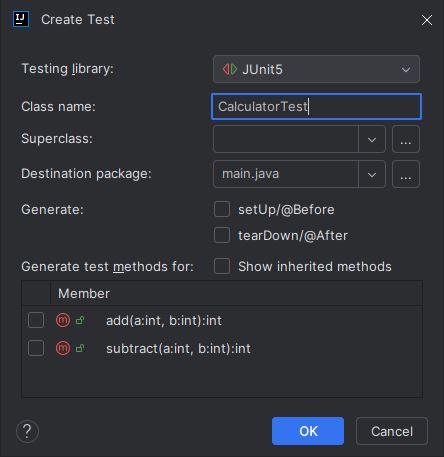 IJ Create Test
Testing library: JUnit5
Class name: CalculatorTest
Superclass: ...
Destination package: main.java ...
Generate: setUp/@Before
tearDown/@After
Generate test methods for: Show inherited methods
Member
m add(a:int, b:int):int
m subtract(a:int, b:int):int
? OK Cancel